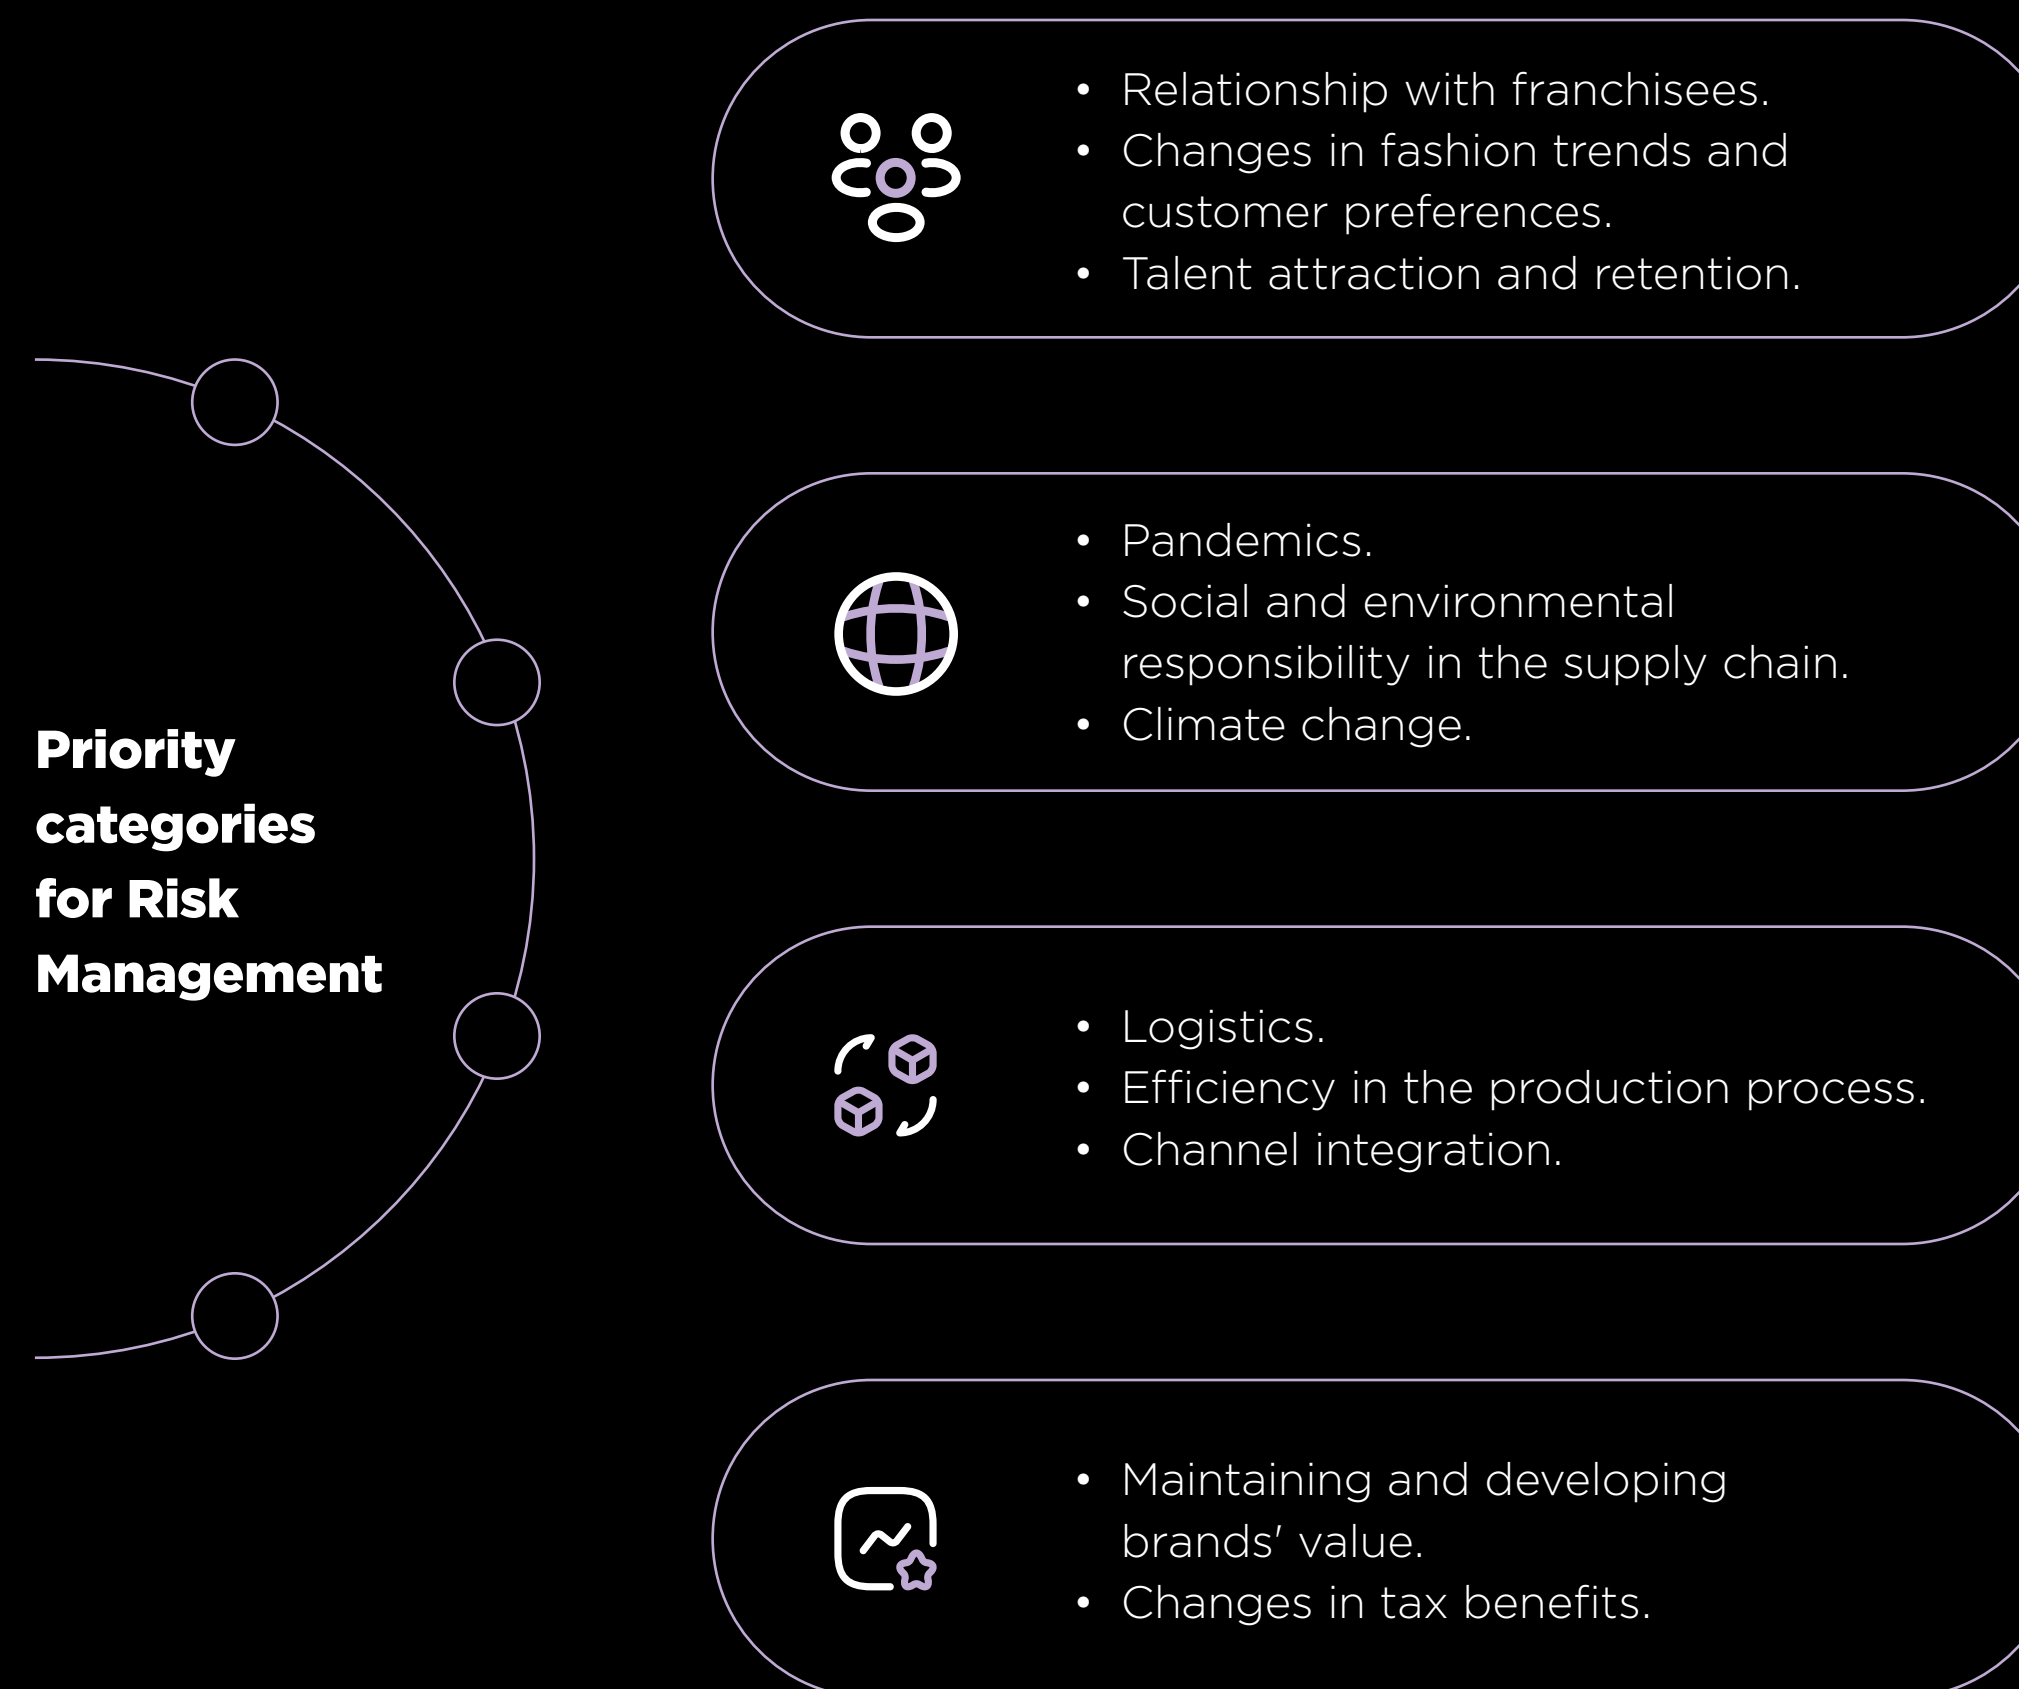 Priority
categories
for Risk
Management
• Relationship with franchisees.
• Changes in fashion trends and
customer preferences.
• Talent attraction and retention.
• Pandemics.
• Social and environmental
responsibility in the supply chain.
• Climate change.
• Logistics.
• Efficiency in the production process.
• Channel integration.
• Maintaining and developing
brands' value.
• Changes in tax benefits.